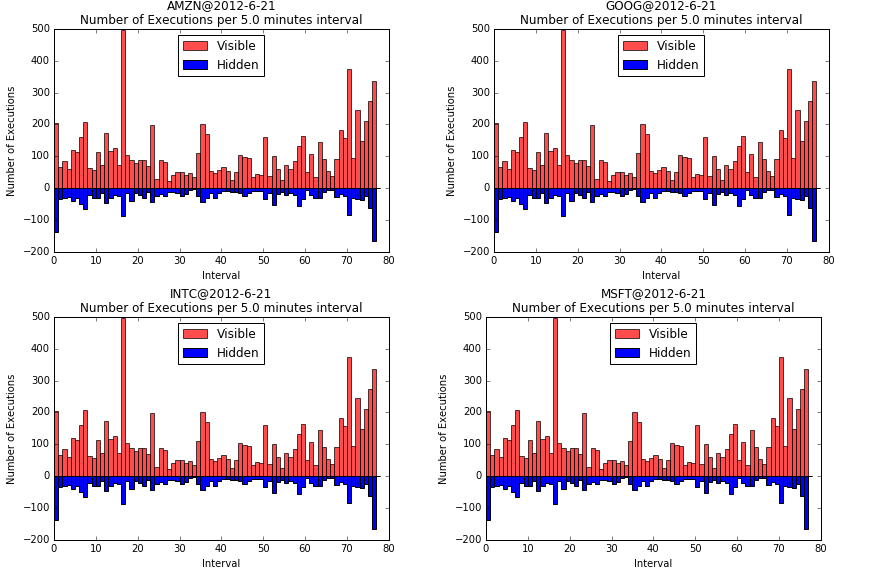 AMZN@2012-6-21
Number of Executions per 5.0 minutes interval
Number of Executions
500
400
300
200
100
0
−100
−200
Visible
Hidden
0 10 20 30 40 50 60 70 80
Interval
GOOG@2012-6-21
Number of Executions per 5.0 minutes interval
Number of Executions
500
400
300
200
100
0
−100
−200
Visible
Hidden
0 10 20 30 40 50 60 70 80
Interval
INTC@2012-6-21
Number of Executions per 5.0 minutes interval
Number of Executions
500
400
300
200
100
0
−100
−200
Visible
Hidden
0 10 20 30 40 50 60 70 80
Interval
MSFT@2012-6-21
Number of Executions per 5.0 minutes interval
Number of Executions
500
400
300
200
100
0
−100
−200
Visible
Hidden
0 10 20 30 40 50 60 70 80
Interval